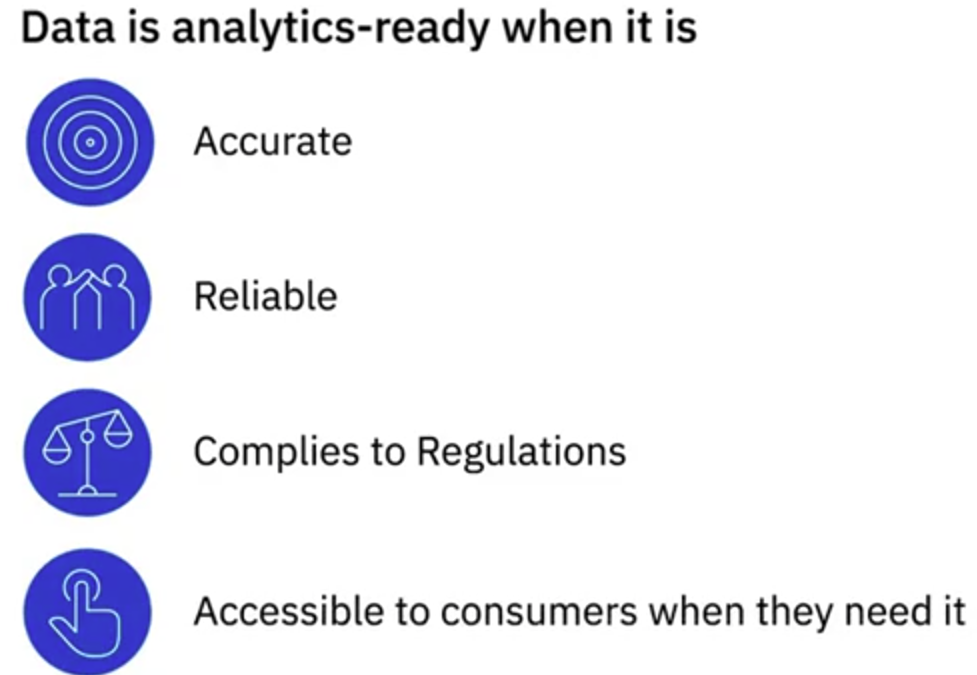 Data is analytics-ready when it is
Accurate
Reliable
Complies to Regulations
Accessible to consumers when they need it